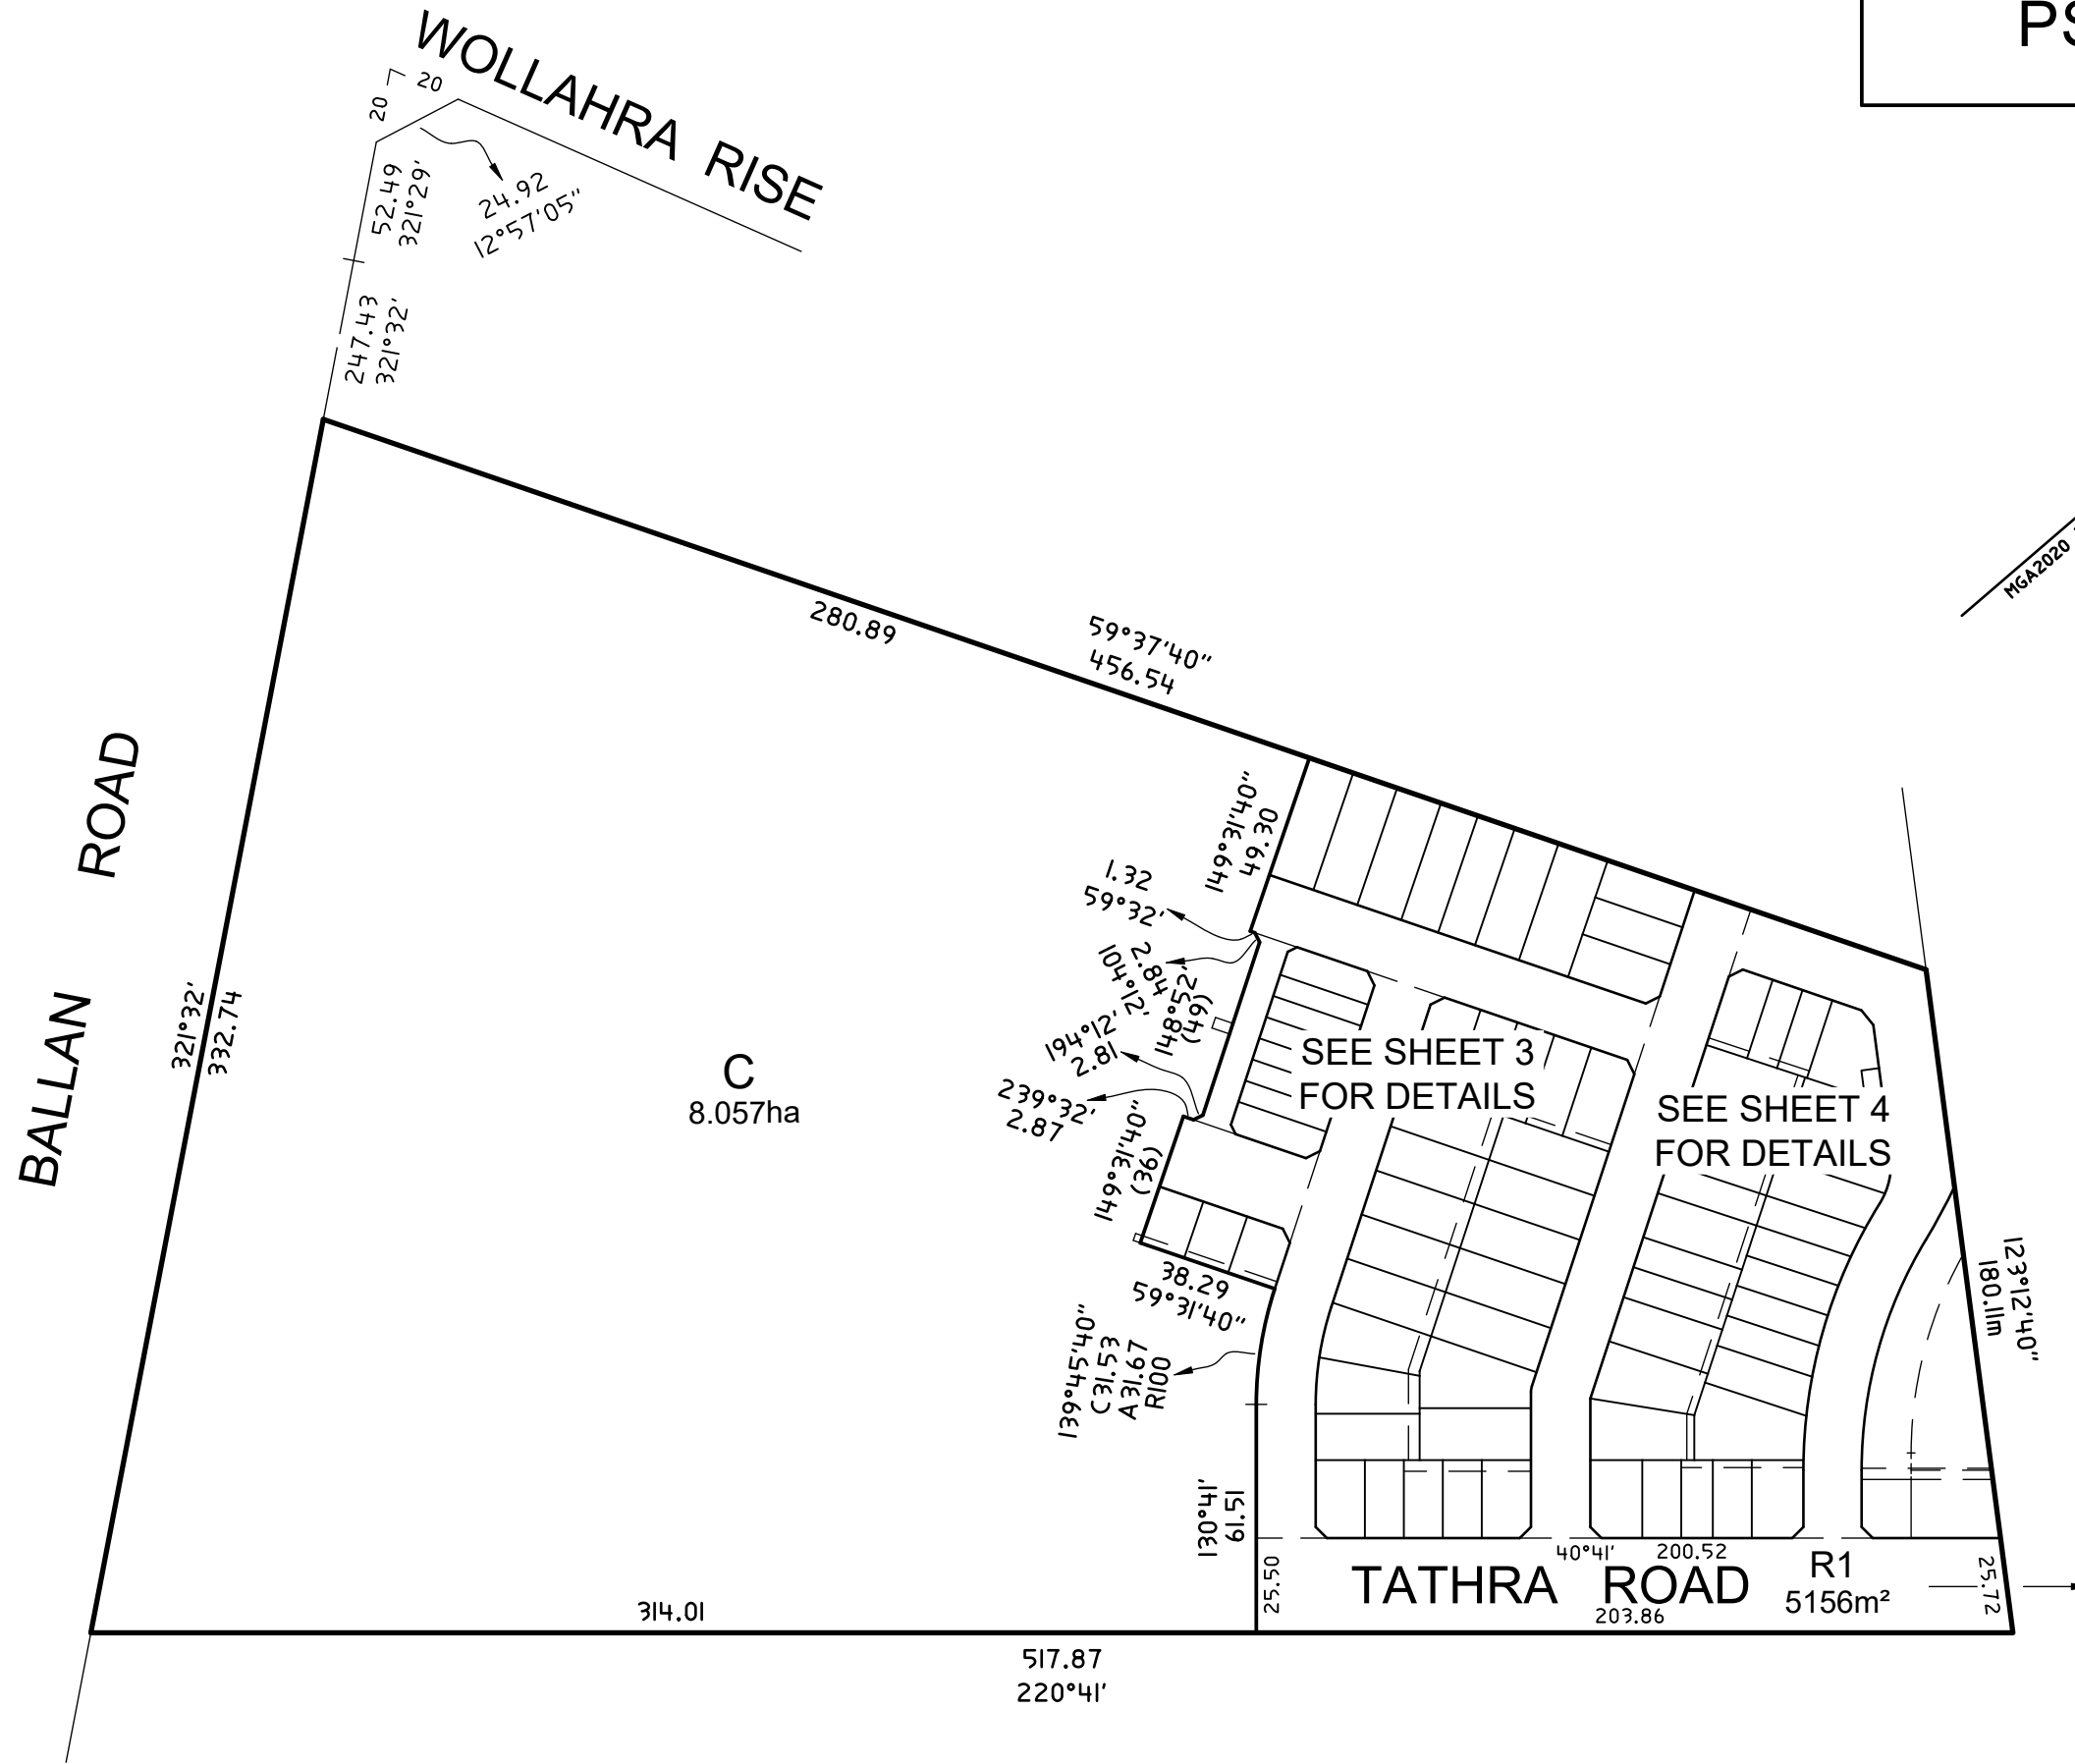 PS
WOLLAHRA RISE
20
20
52.49
321°29'
24.92
12°57'05"
247.43
321°32'
MGA2020
280.89
59°37'40"
456.54
BALLAN ROAD
321°32'
332.74
C
8.057ha
149°31'40"
49.30
1.32
59°32'
2.84
104°12'
148°52'
(49)
194°12'
2.81
239°32'
2.87
149°31'40"
(36)
38.29
59°31'40"
139°45'40"
C31.53
A31.67
R100
SEE SHEET 3
FOR DETAILS
SEE SHEET 4
FOR DETAILS
123°12'40"
180.11m
130°41'
61.51
25.50
40°41'
200.52
TATHRA ROAD
203.86
R1
5156m²
25.72
314.01
517.87
220°41'